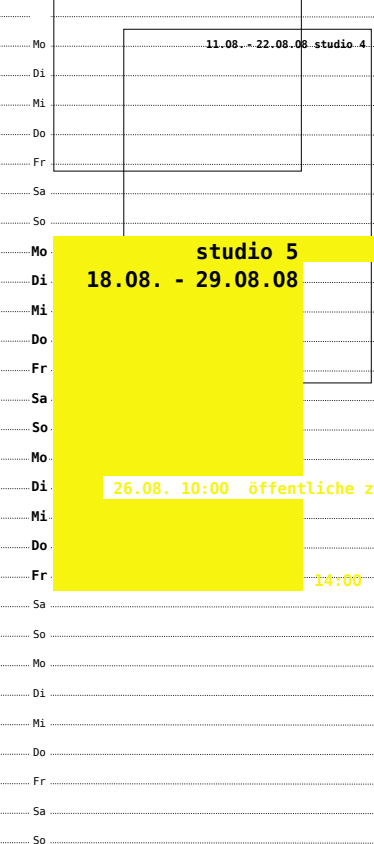 Mo 11.08. - 22.08.08 studio 4
Di
Mi
Do
Fr
Sa
So
Mo studio 5
Di 18.08. - 29.08.08
Mi
Do
Fr
Sa
So
Mo
Di 26.08. 10:00 öffentliche z
Mi
Do
Fr 14:00
Sa
So
Mo
Di
Mi
Do
Fr
Sa
So